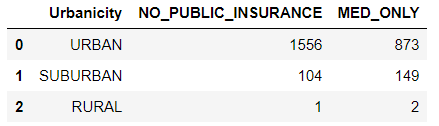 Urbanicity NO_PUBLIC_INSURANCE MED_ONLY
0 URBAN 1556 873
1 SUBURBAN 104 149
2 RURAL 1 2